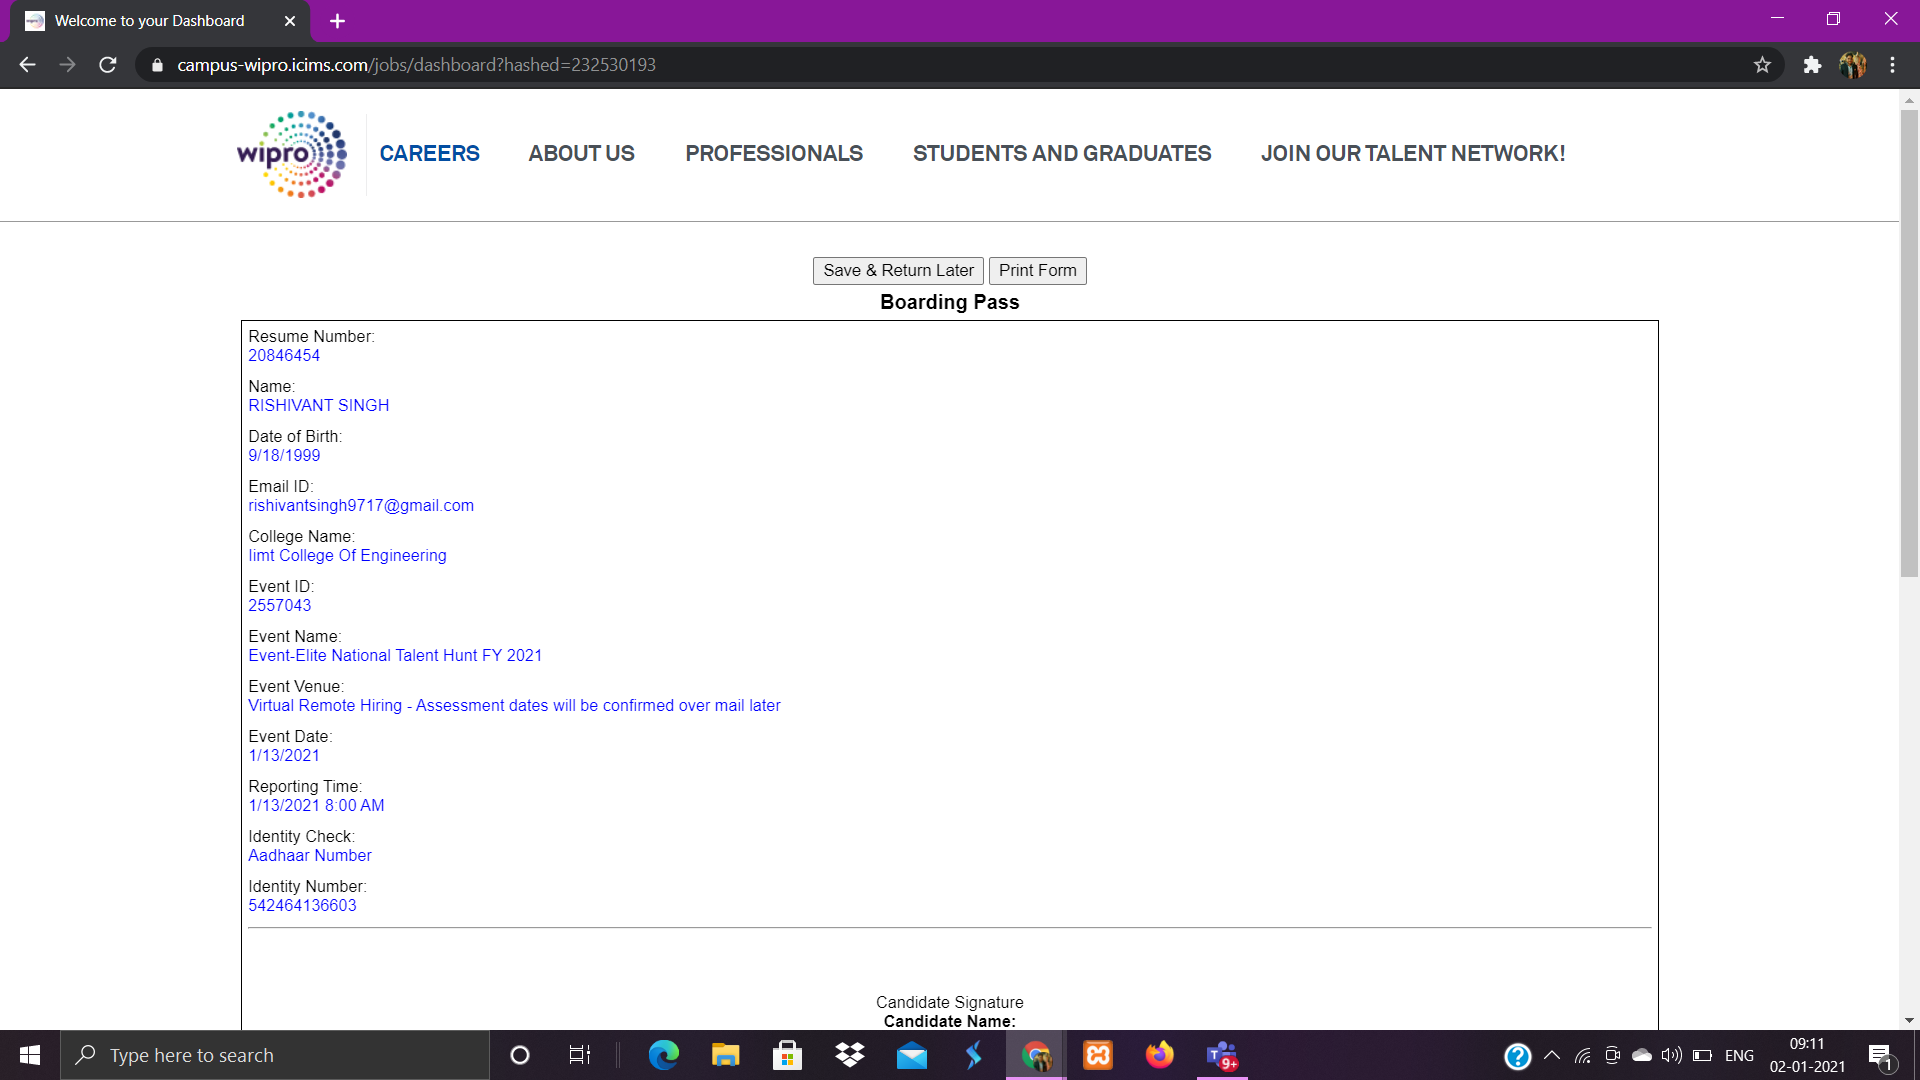 Welcome to your Dashboard
campus-wipro.icims.com/jobs/dashboard?hashed=232530193
wipro
CAREERS
ABOUT US
PROFESSIONALS
STUDENTS AND GRADUATES
JOIN OUR TALENT NETWORK!
Save & Return Later
Print Form
Boarding Pass
Resume Number:
20846454
Name:
RISHIVANT SINGH
Date of Birth:
9/18/1999
Email ID:
rishivantsingh9717@gmail.com
College Name:
Iimt College Of Engineering
Event ID:
2557043
Event Name:
Event-Elite National Talent Hunt FY 2021
Event Venue:
Virtual Remote Hiring - Assessment dates will be confirmed over mail later
Event Date:
1/13/2021
Reporting Time:
1/13/2021 8:00 AM
Identity Check:
Aadhaar Number
Identity Number:
542464136603
Candidate Signature
Candidate Name:
Type here to search
9+
ENG
09:11
02-01-2021
1